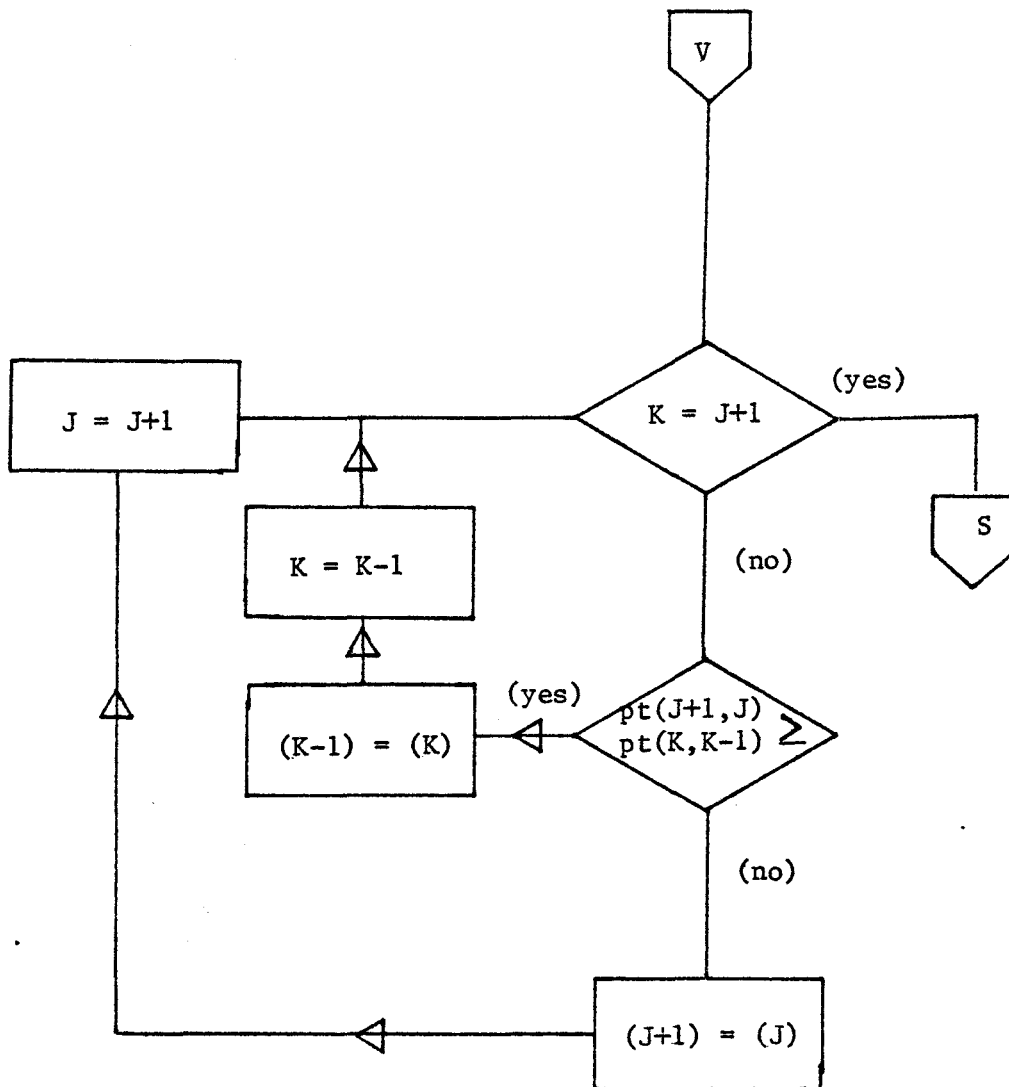 V
(yes)
J = J+1
K = J+1
S
(no)
K = K-1
(yes)
pt(J+1,J) ≥
pt(K,K-1)
(K-1) = (K)
(no)
(J+1) = (J)